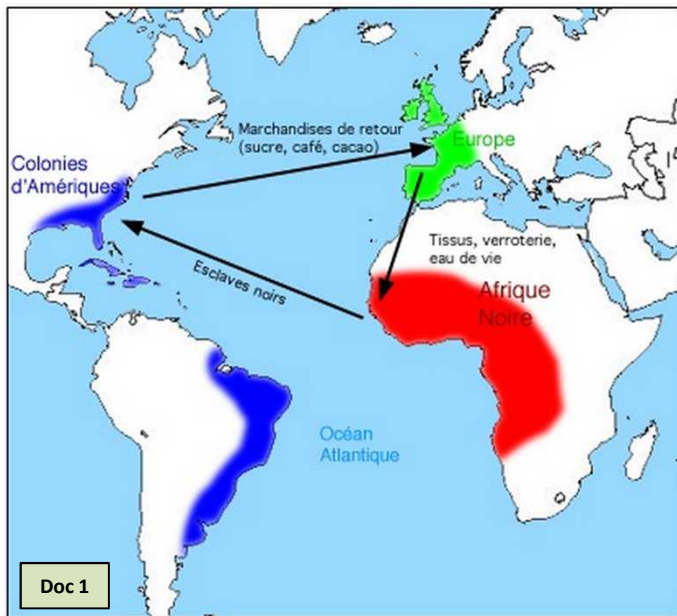 Marchandises de retour
(sucre, café, cacao)
Europe
Colonies
d'Amériques
Tissus, verroterie,
eau de vie
Esclaves noirs
Afrique
Noire
Océan
Atlantique
Doc 1